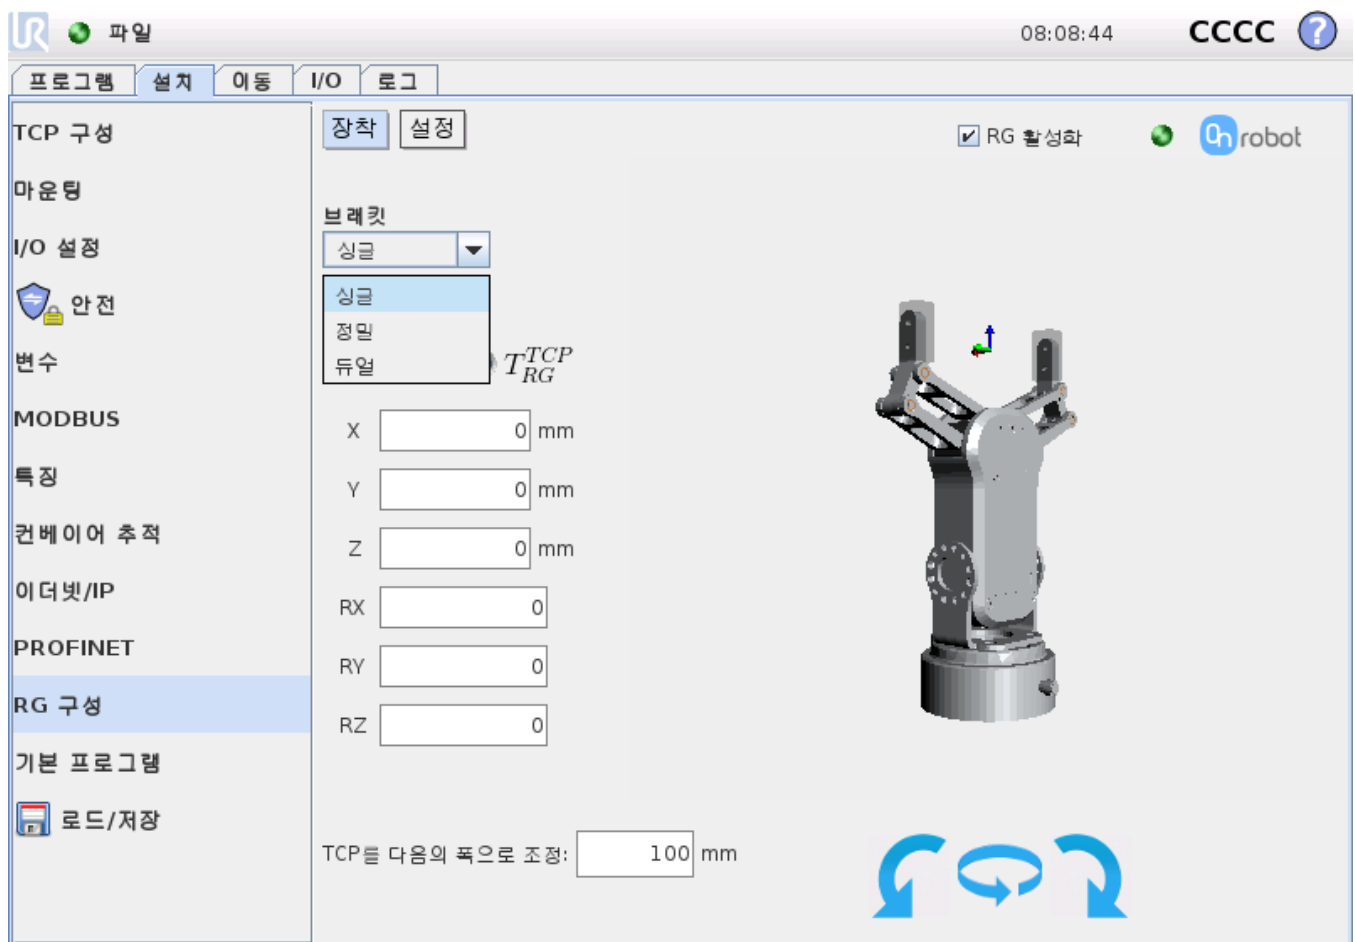 파일 08:08:44 CCCC ?
프로그램 설치 이동 I/O 로그
TCP 구성
마운팅
I/O 설정
안전
변수
MODBUS
특징
컨베이어 추적
이더넷/IP
PROFINET
RG 구성
기본 프로그램
로드/저장
장착 설정
RG 활성화
On robot
브래킷
싱글
싱글
정밀
듀얼
T_{RG}^{TCP}
X 0 mm
Y 0 mm
Z 0 mm
RX 0
RY 0
RZ 0
TCP를 다음의 폭으로 조정: 100 mm